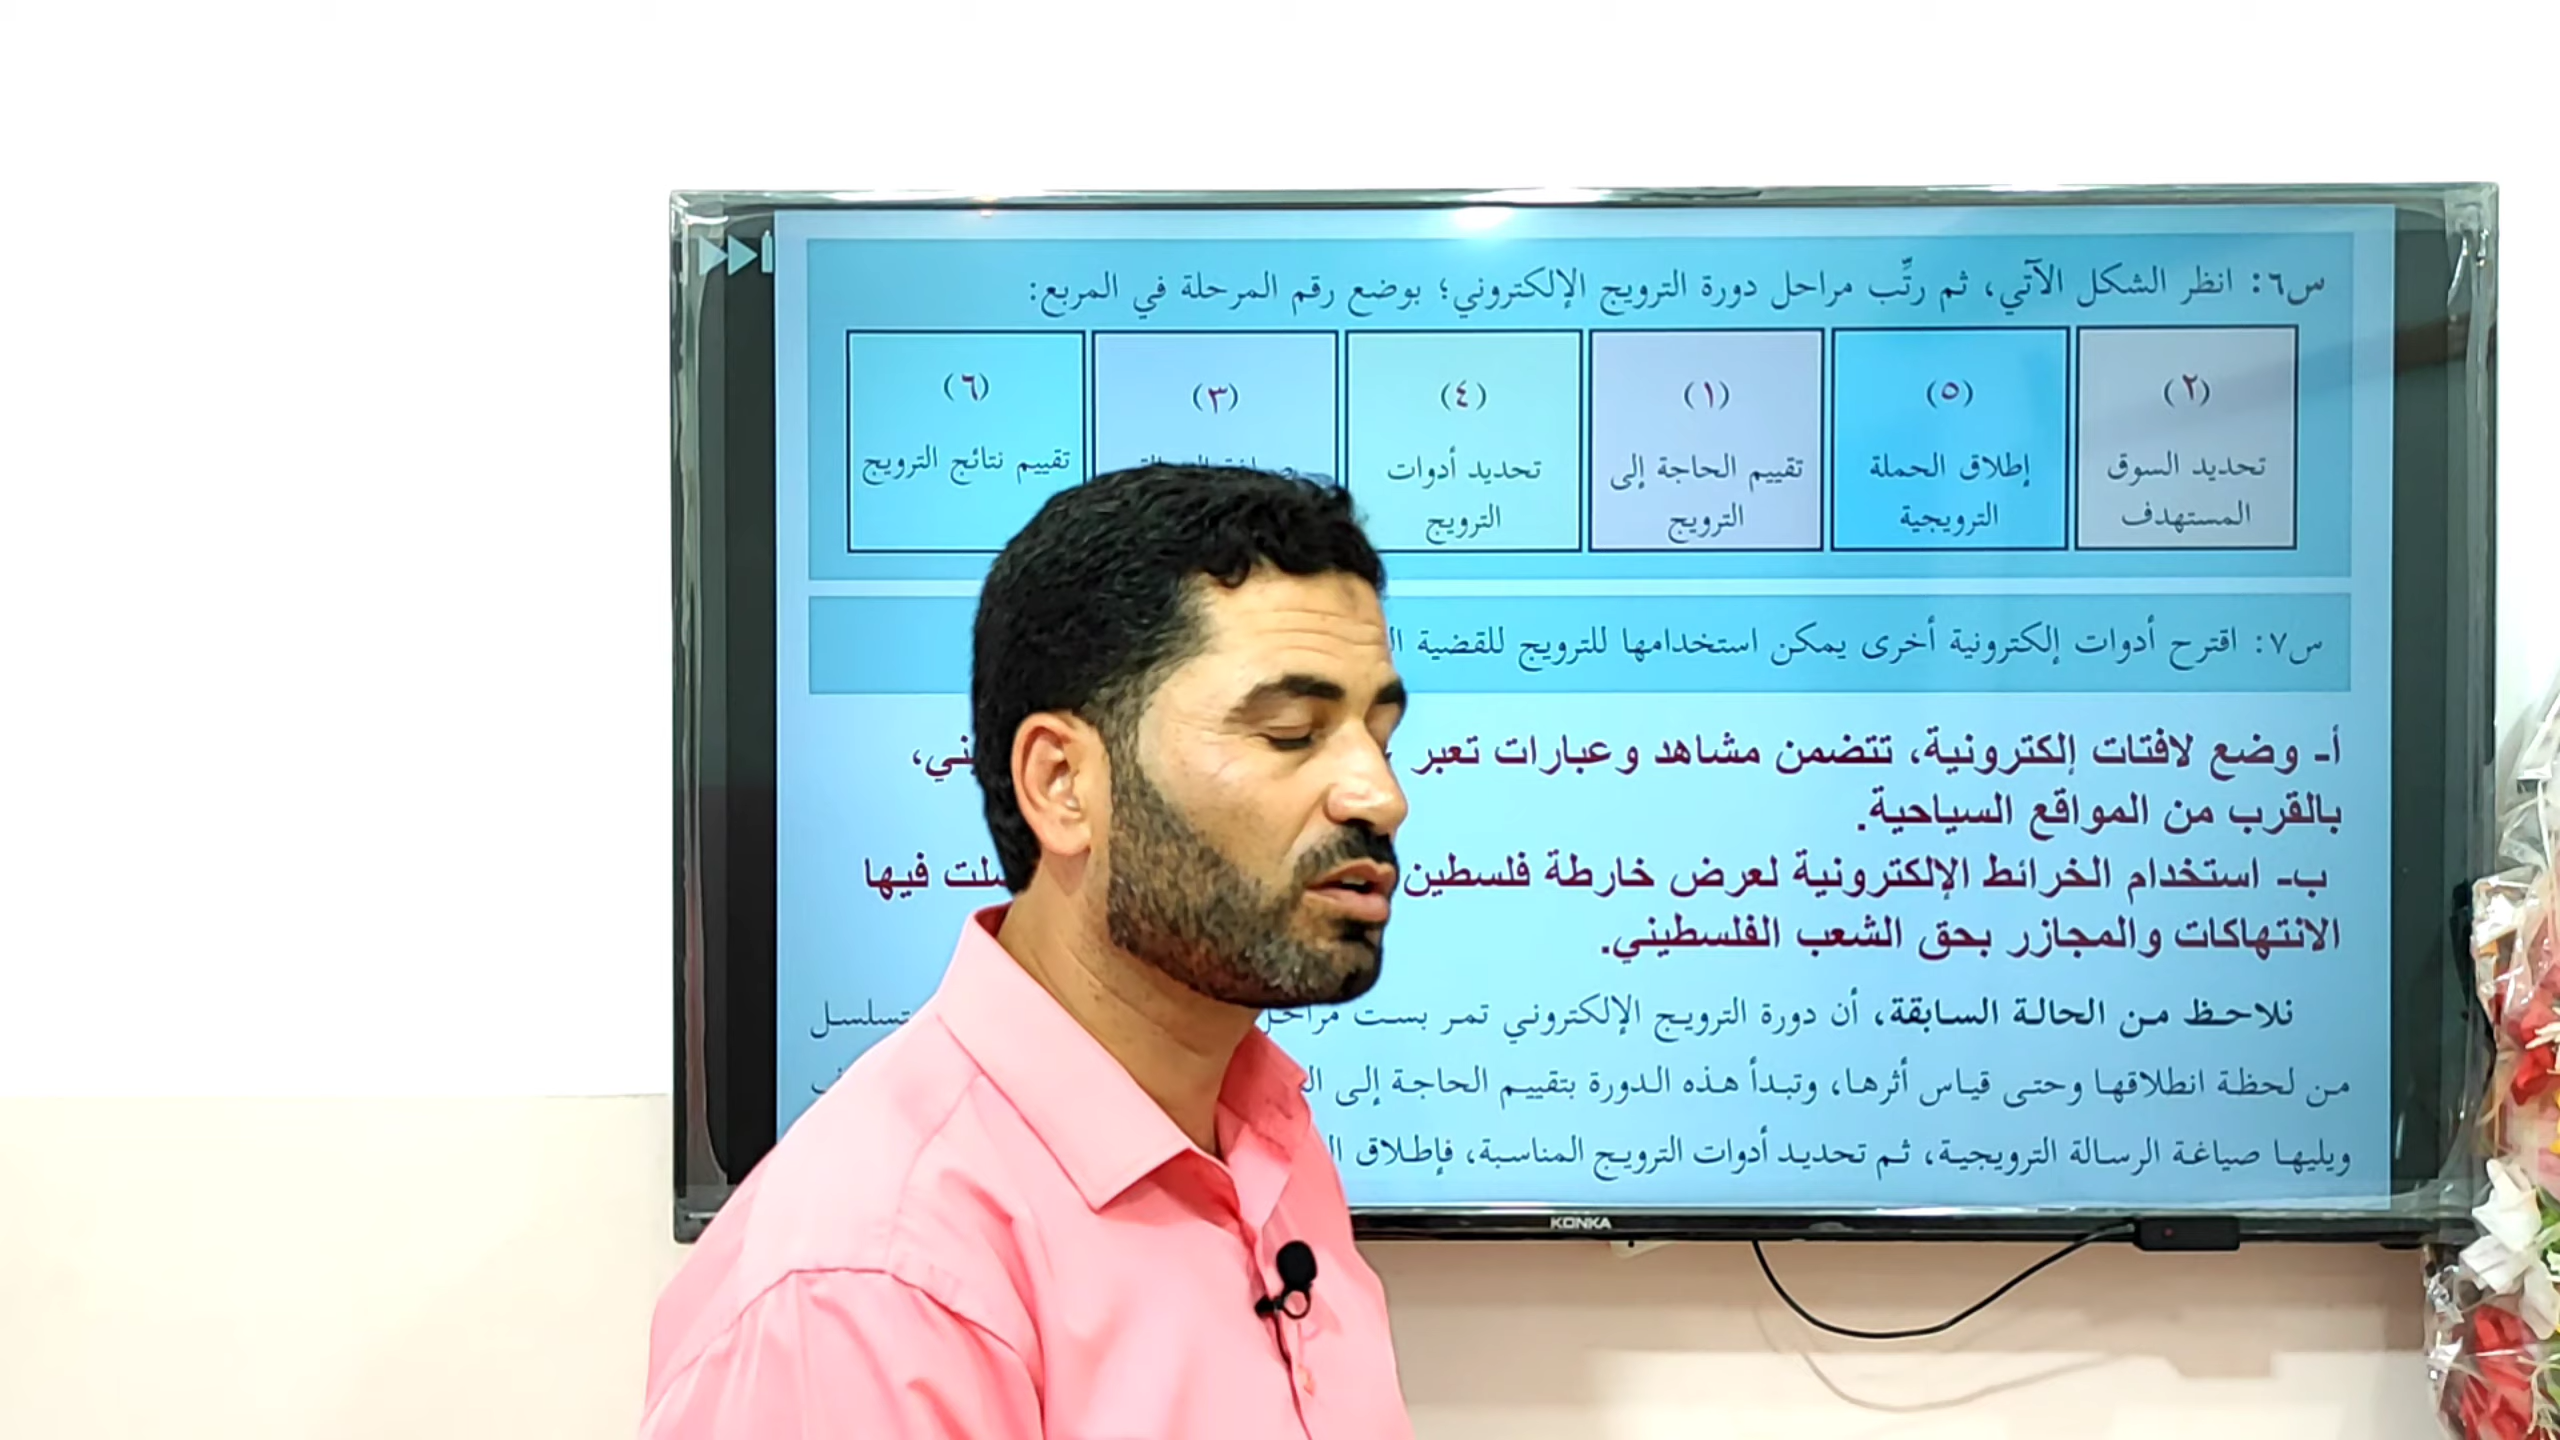 س٦: انظر الشكل الآتي، ثم رتِّب مراحل دورة الترويج الإلكتروني؛ بوضع رقم المرحلة في المربع:
(٢)
تحديد السوق
المستهدف
(٥)
إطلاق الحملة
الترويجية
(١)
تقييم الحاجة إلى
الترويج
(٤)
تحديد أدوات
الترويج
(٣)
(٦)
تقييم نتائج الترويج
س٧: اقترح أدوات إلكترونية أخرى يمكن استخدامها للترويج للقضية
أ- وضع لافتات إلكترونية، تتضمن مشاهد وعبارات تعبر
بالقرب من المواقع السياحية.
ب- استخدام الخرائط الإلكترونية لعرض خارطة فلسطين فيها
الانتهاكات والمجازر بحق الشعب الفلسطيني.
نلاحظ من الحالة السابقة، أن دورة الترويج الإلكتروني تمر بست
من لحظة انطلاقها وحتى قياس أثرها، وتبدأ هذه الدورة بتقييم الحاجة إلى
ويليها صياغة الرسالة الترويجية، ثم تحديد أدوات الترويج المناسبة، فإطلاق
KONKA